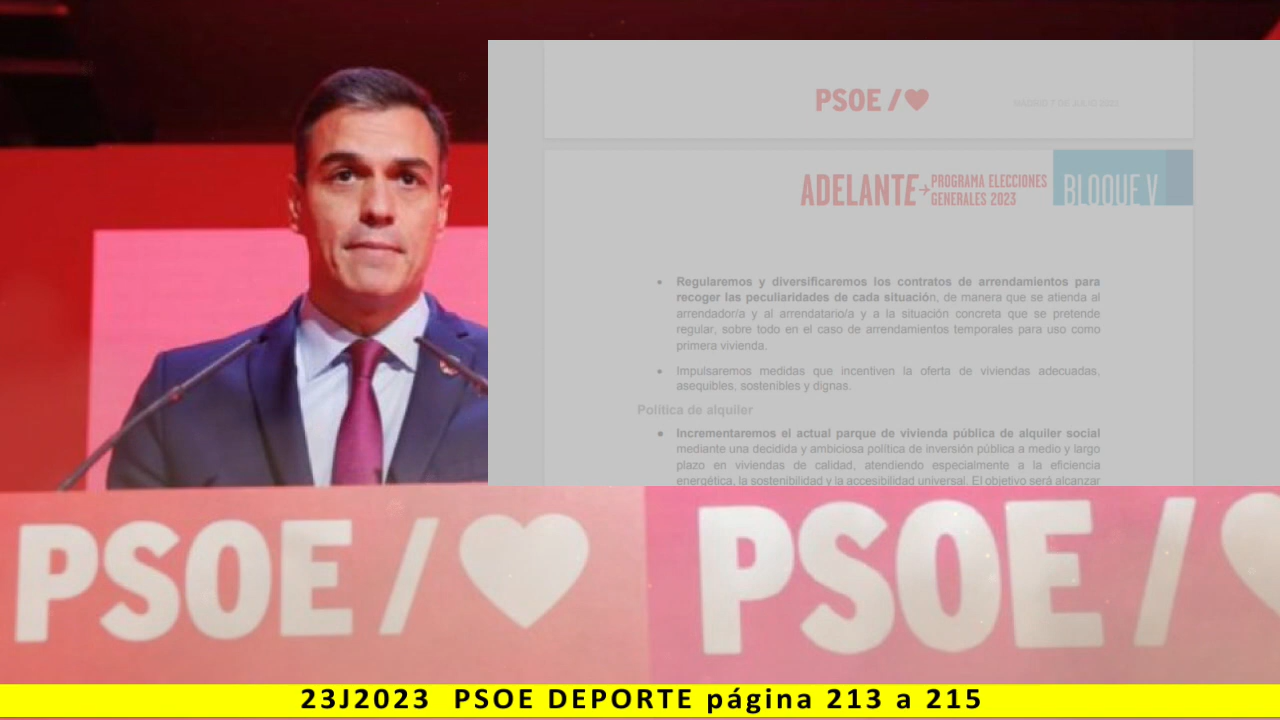 PSOE /
MADRID 7 DE JULIO 2023
ADELANTE→PROGRAMA ELECCIONES
GENERALES 2023
BLOQUE V
• Regularemos y diversificaremos los contratos de arrendamientos para
recoger las peculiaridades de cada situación, de manera que se atienda al
arrendador/a y al arrendatario/a y a la situación concreta que se pretende
regular, sobre todo en el caso de arrendamientos temporales para uso como
primera vivienda.
• Impulsaremos medidas que incentiven la oferta de viviendas adecuadas,
asequibles, sostenibles y dignas.
Política de alquiler
• Incrementaremos el actual parque de vivienda pública de alquiler social
mediante una decidida y ambiciosa política de inversión pública a medio y largo
plazo en viviendas de calidad, atendiendo especialmente a la eficiencia
energética, la sostenibilidad y la accesibilidad universal. El objetivo será alcanzar
PSOE /
PSOE /
23J2023 PSOE DEPORTE página 213 a 215